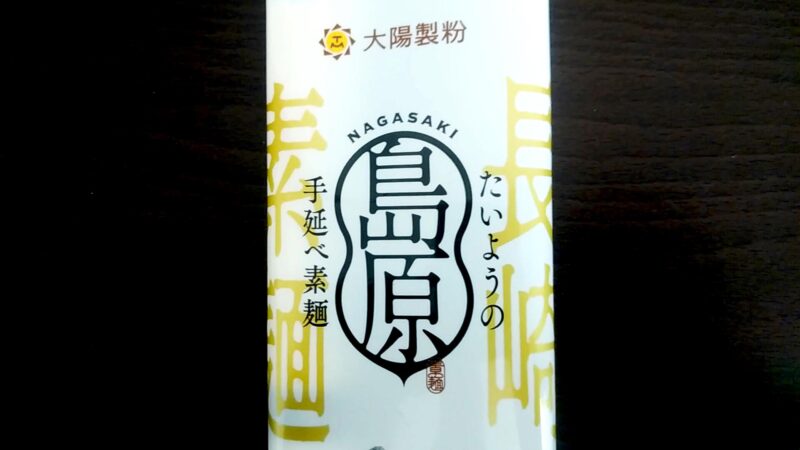 大陽製粉
NAGASAKI
島原
たいようの
手延べ素麺
長崎
素麺